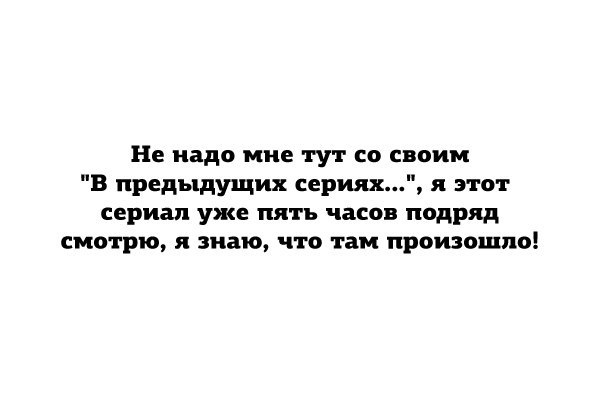 Не надо мне тут со своим
"В предыдущих сериях...", я этот
сериал уже пять часов подряд
смотрю, я знаю, что там произошло!